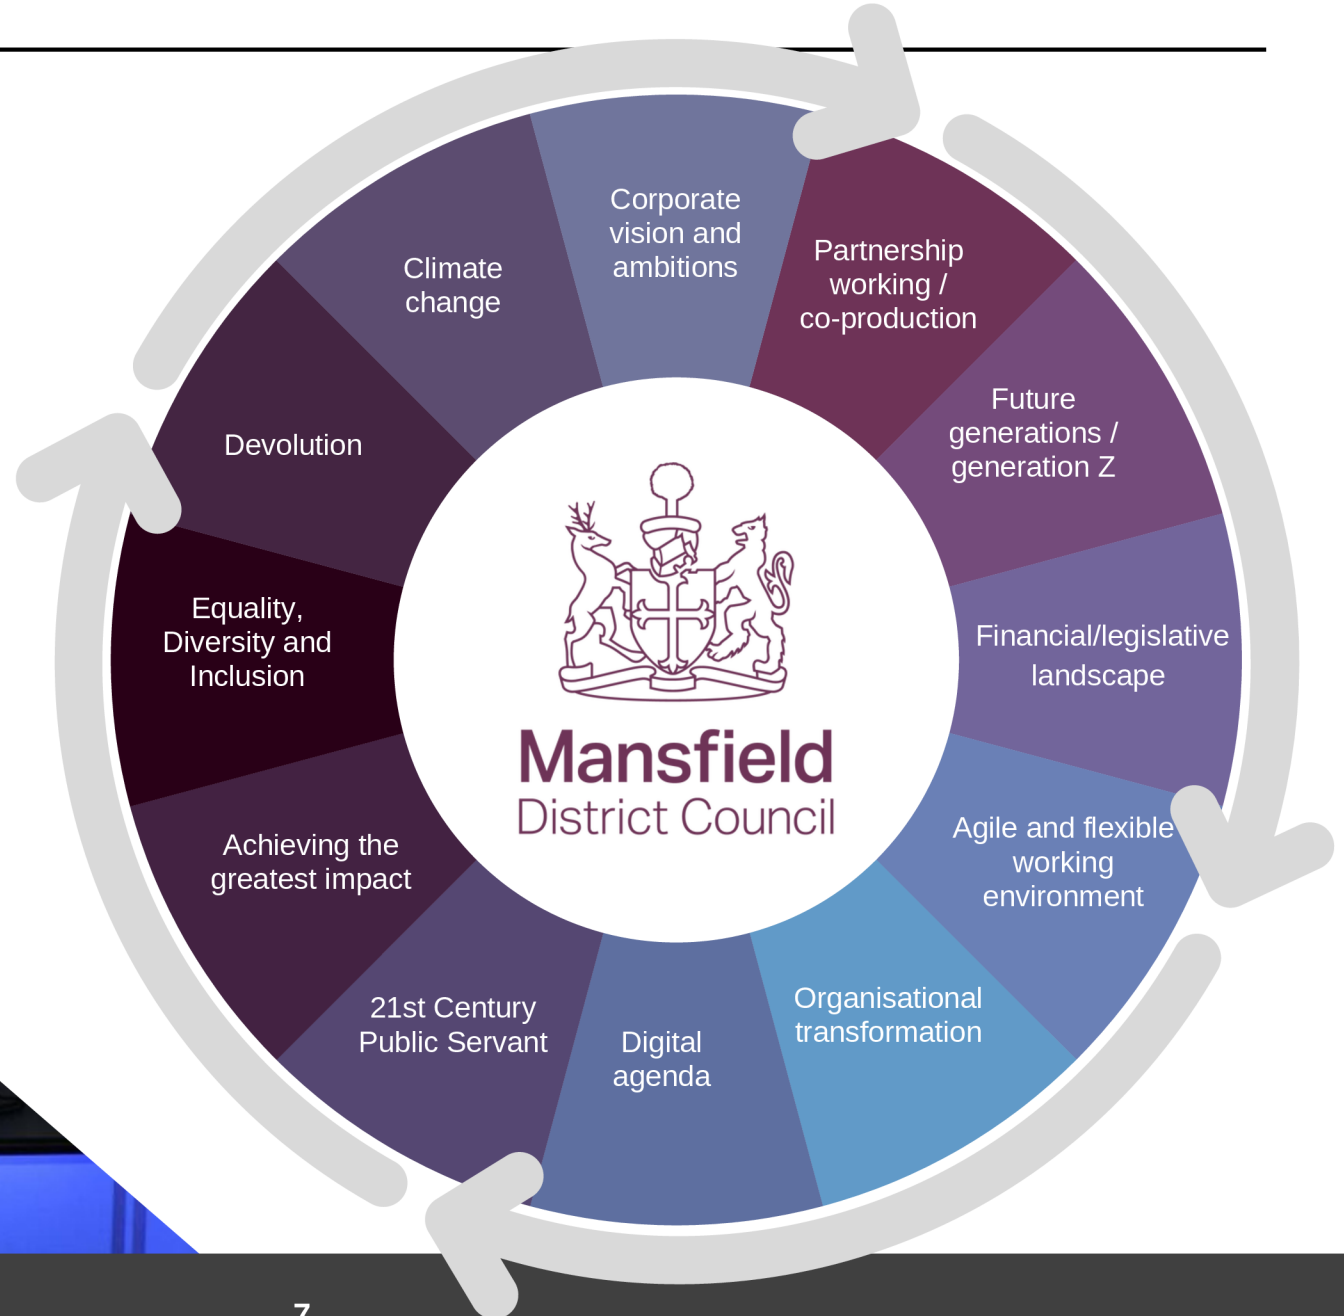 Corporate
vision and
ambitions
Partnership
working /
co-production
Future
generations /
generation Z
Financial/legislative
landscape
Agile and flexible
working
environment
Organisational
transformation
Digital
agenda
21st Century
Public Servant
Achieving the
greatest impact
Equality,
Diversity and
Inclusion
Devolution
Climate
change
Mansfield
District Council
7